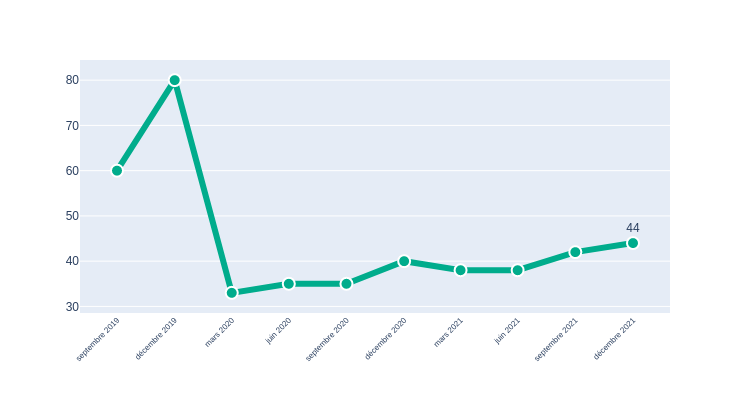 80
70
60
50
40
30
44
septembre 2019
décembre 2019
mars 2020
juin 2020
septembre 2020
décembre 2020
mars 2021
juin 2021
septembre 2021
décembre 2021